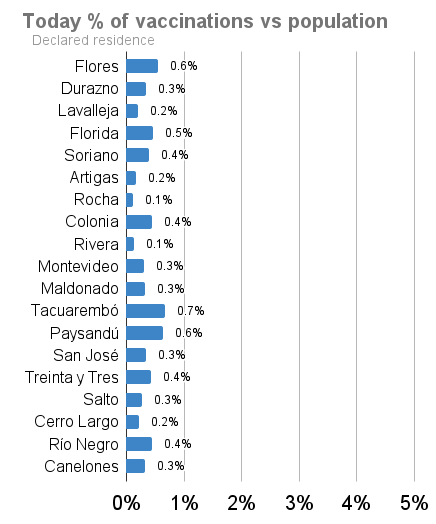 Today % of vaccinations vs population
Declared residence
Flores 0.6%
Durazno 0.3%
Lavalleja 0.2%
Florida 0.5%
Soriano 0.4%
Artigas 0.2%
Rocha 0.1%
Colonia 0.4%
Rivera 0.1%
Montevideo 0.3%
Maldonado 0.3%
Tacuarembó 0.7%
Paysandú 0.6%
San José 0.3%
Treinta y Tres 0.4%
Salto 0.3%
Cerro Largo 0.2%
Río Negro 0.4%
Canelones 0.3%
0% 1% 2% 3% 4% 5%